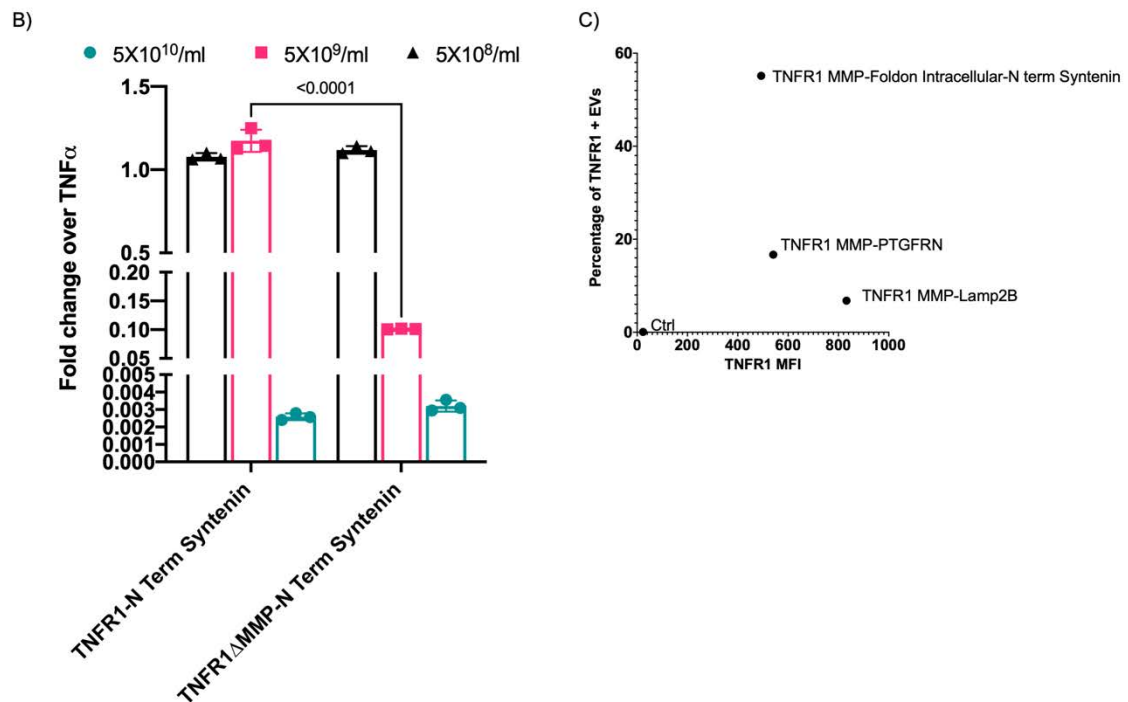 B)
5X10¹⁰/ml 5X10⁹/ml 5X10⁸/ml
<0.0001
1.5
1.0
0.5
0.20
0.15
0.10
0.05
0.005
0.004
0.003
0.002
0.001
0.000
Fold change over TNFα
TNFR1-N Term Syntenin
TNFR1ΔMMP-N Term Syntenin
C)
60
40
20
0
Percentage of TNFR1 + EVs
TNFR1 MMP-Foldon Intracellular-N term Syntenin
TNFR1 MMP-PTGFRN
TNFR1 MMP-Lamp2B
Ctrl
0 200 400 600 800 1000
TNFR1 MFI